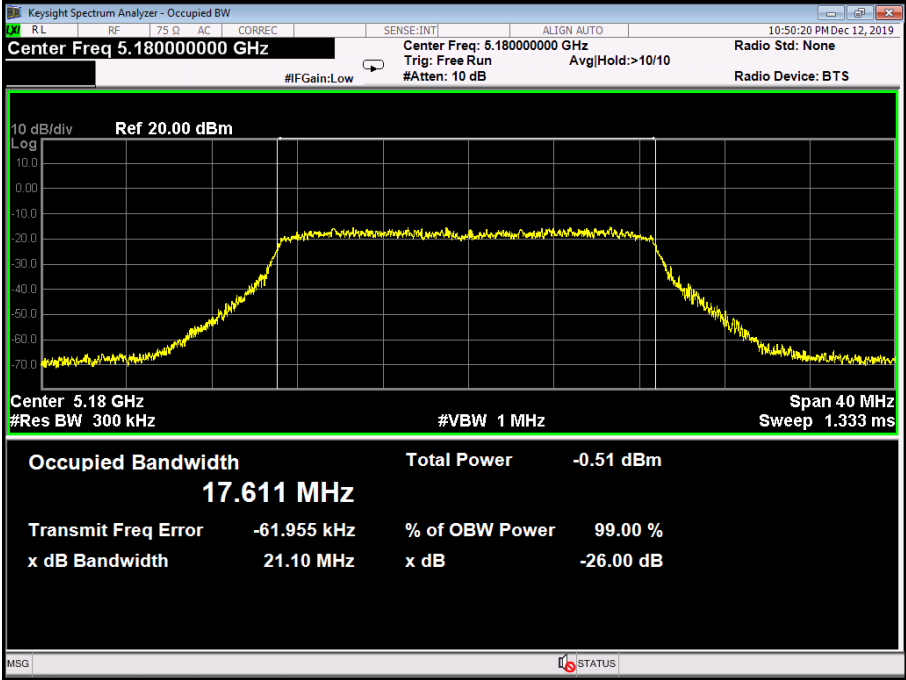 Keysight Spectrum Analyzer - Occupied BW
LXI RL RF 75 Ω AC CORREC SENSE:INT ALIGN AUTO 10:50:20 PM Dec 12, 2019
Center Freq 5.180000000 GHz Center Freq: 5.180000000 GHz Radio Std: None
Trig: Free Run Avg|Hold:>10/10
#IFGain:Low #Atten: 10 dB Radio Device: BTS
10 dB/div Ref 20.00 dBm
Log
10.0
0.00
-10.0
-20.0
-30.0
-40.0
-50.0
-60.0
-70.0
Center 5.18 GHz Span 40 MHz
#Res BW 300 kHz #VBW 1 MHz Sweep 1.333 ms
Occupied Bandwidth Total Power -0.51 dBm
17.611 MHz
Transmit Freq Error -61.955 kHz % of OBW Power 99.00 %
x dB Bandwidth 21.10 MHz x dB -26.00 dB
MSG STATUS